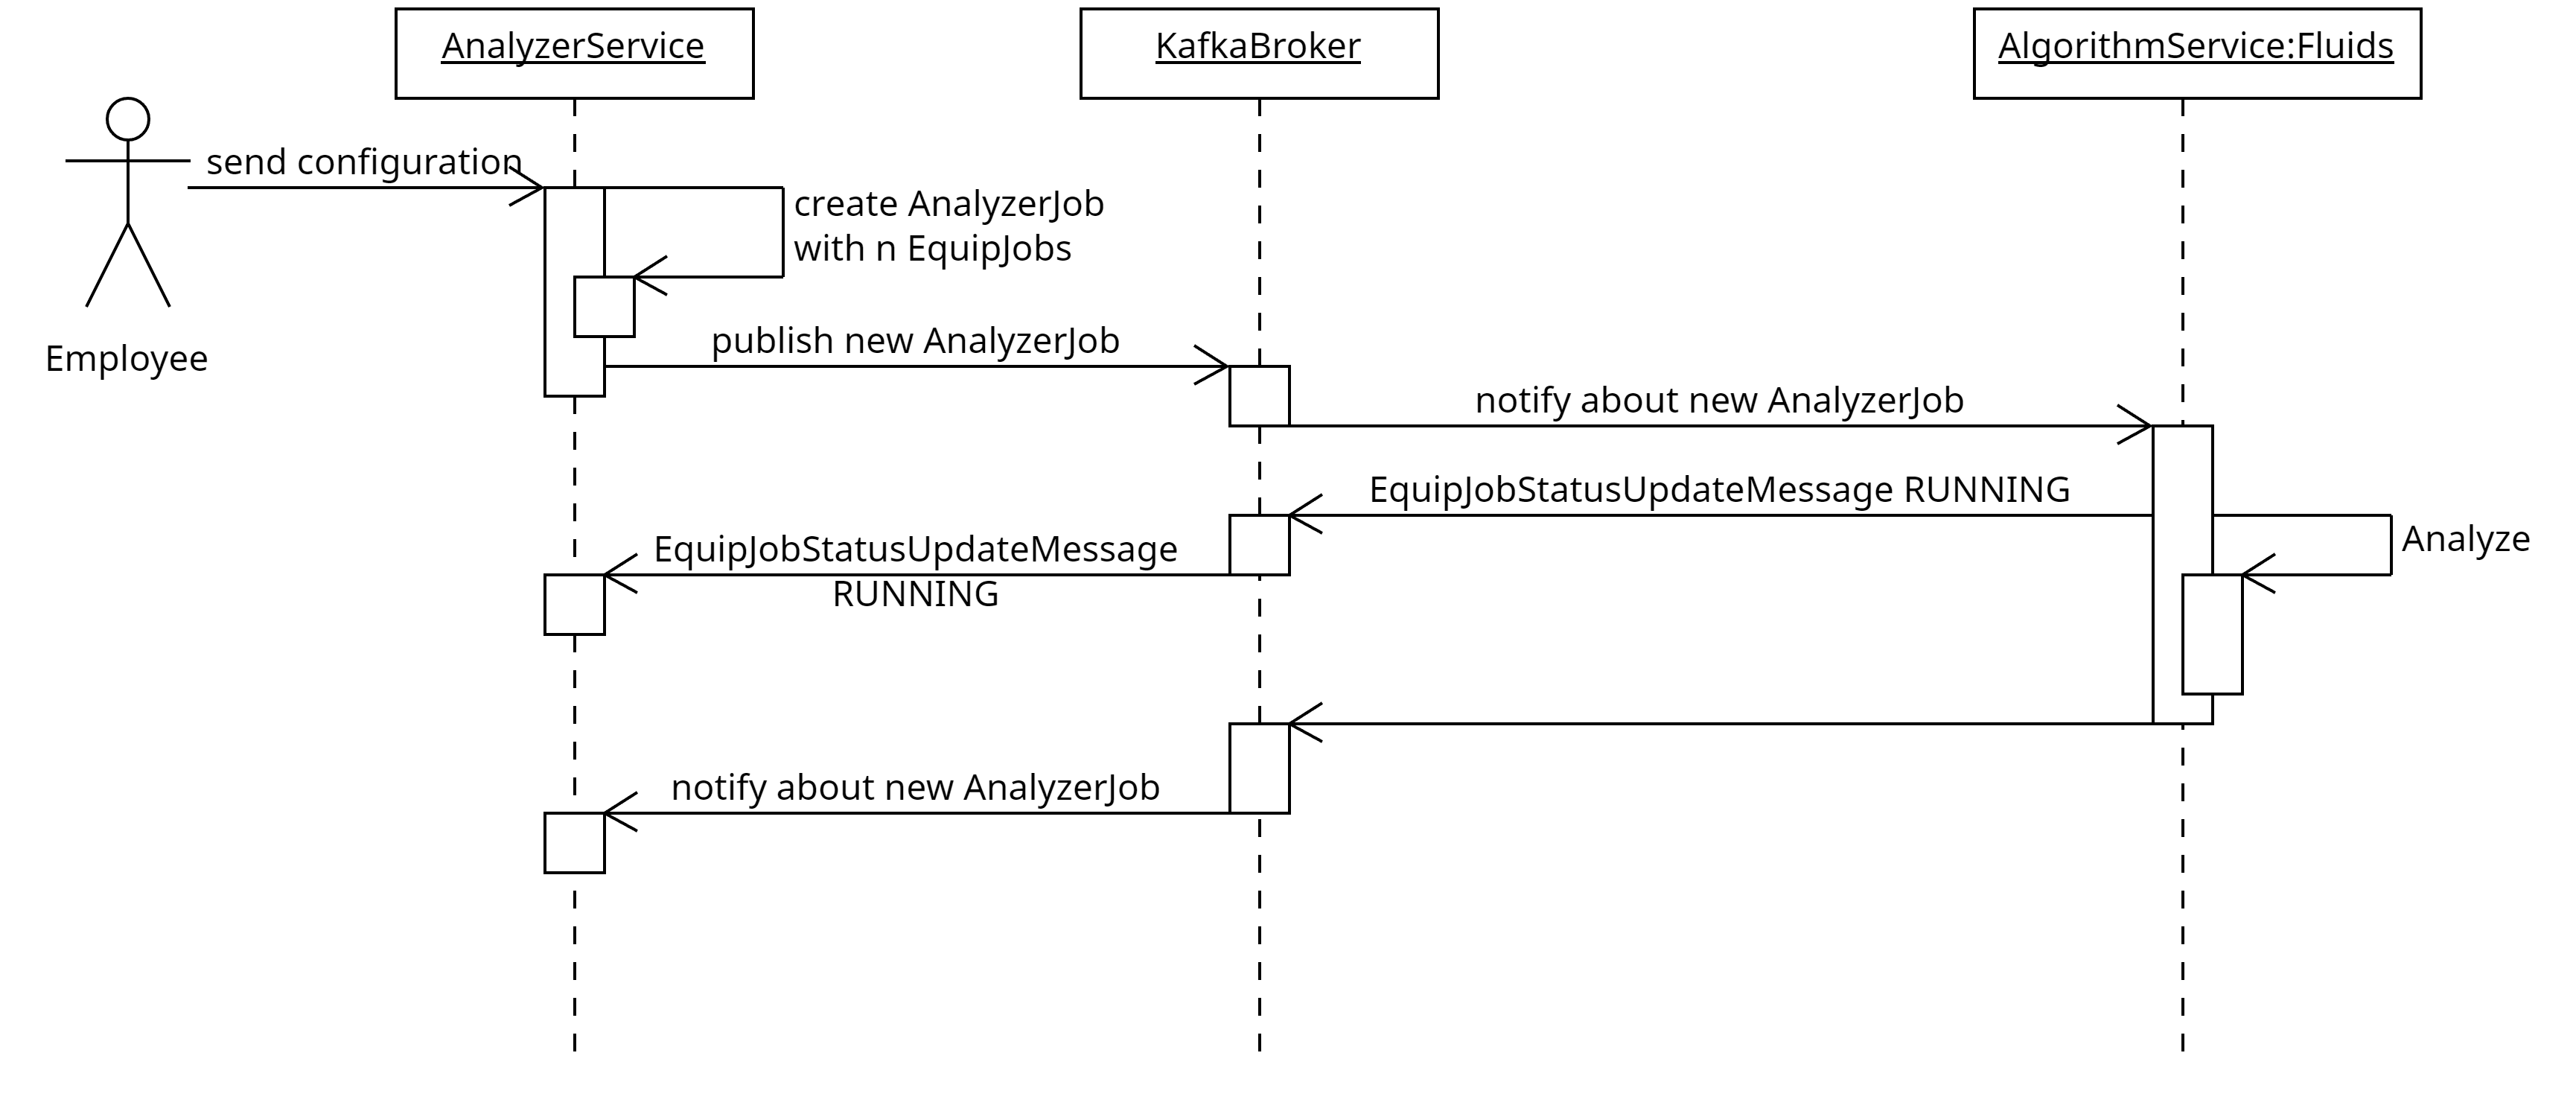 AnalyzerService
KafkaBroker
AlgorithmService:Fluids
send configuration
create AnalyzerJob
with n EquipJobs
Employee
publish new AnalyzerJob
notify about new AnalyzerJob
EquipJobStatusUpdateMessage RUNNING
Analyze
EquipJobStatusUpdateMessage
RUNNING
notify about new AnalyzerJob